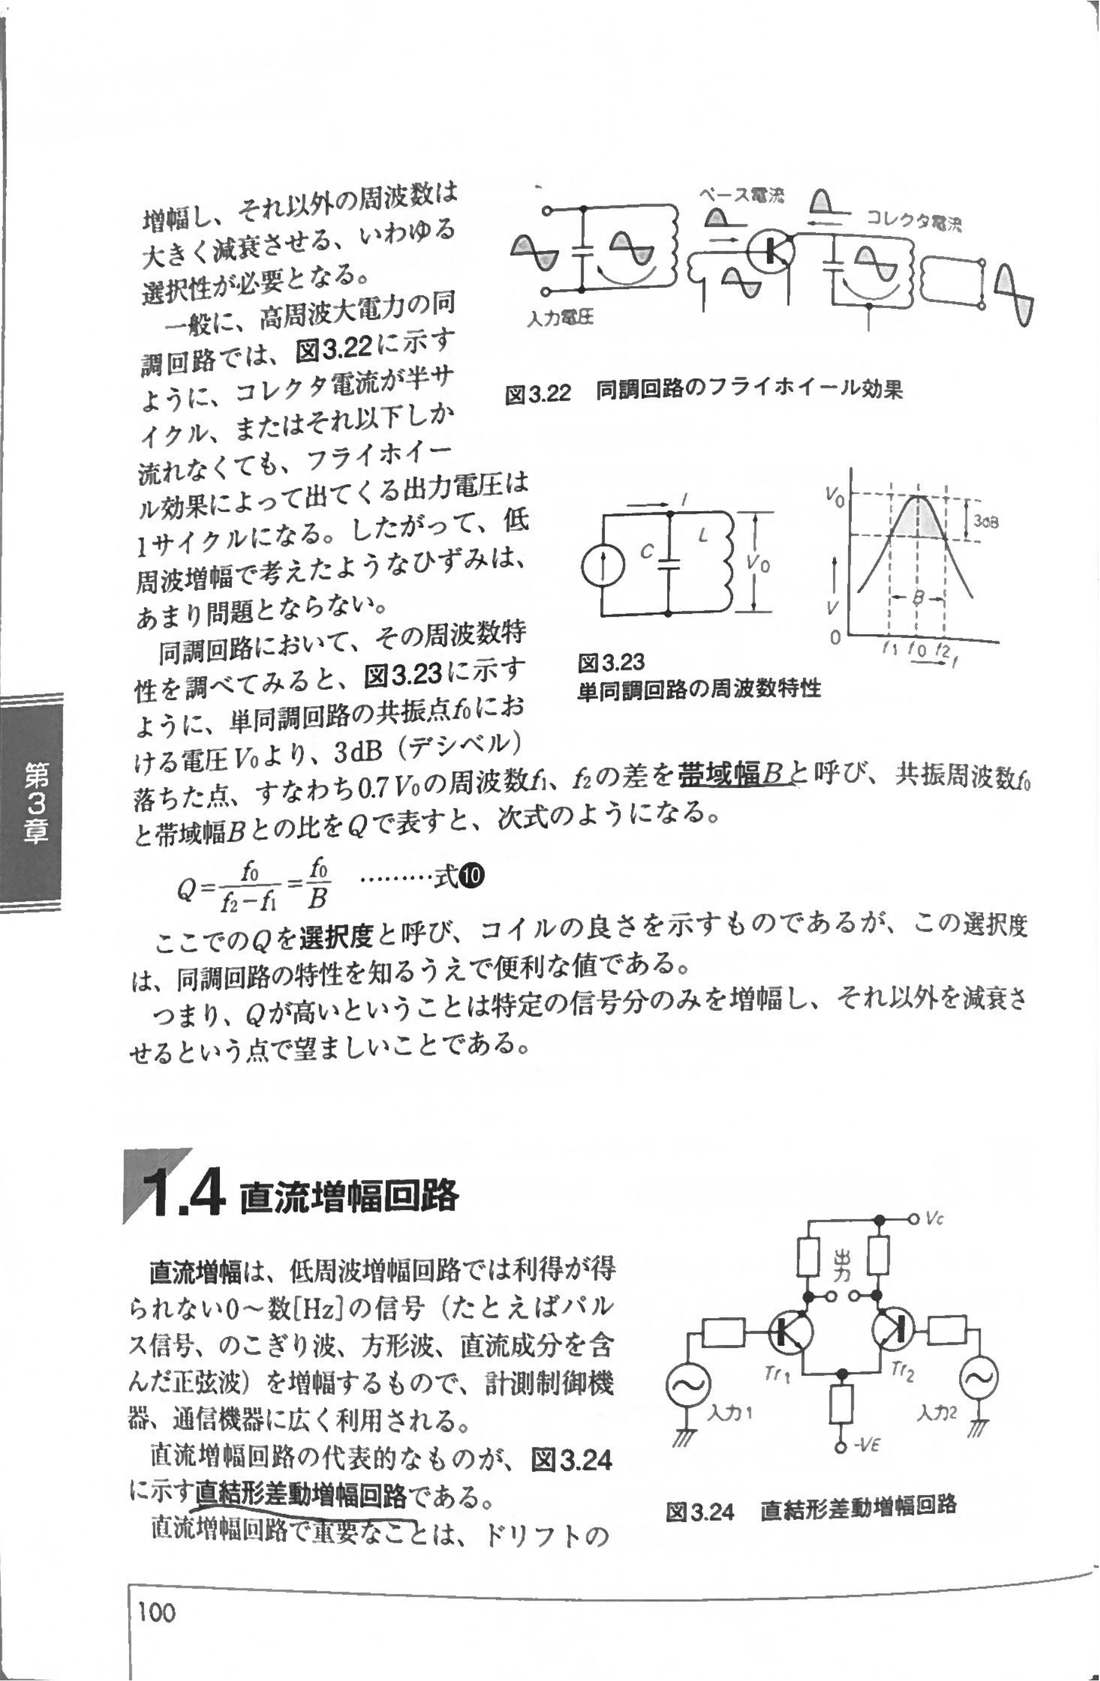 増幅し、それ以外の周波数は
大きく減衰させる、いわゆる
選択性が必要となる。
一般に、高周波大電力の同
調回路では、図3.22に示す
ように、コレクタ電流が半サ
イクル、またはそれ以下しか
流れなくても、フライホイー
ル効果によって出てくる出力電圧は
1サイクルになる。したがって、低
周波増幅で考えたようなひずみは、
あまり問題とならない。
ベース電流
コレクタ電流
入力電圧
図3.22 同調回路のフライホイール効果
同調回路において、その周波数特
性を調べてみると、図3.23に示す
ように、単同調回路の共振点f0にお
ける電圧V0より、3dB（デシベル）
I
C
L
V0
V0
3dB
B
V
0
f1 f0 f2
f
図3.23
単同調回路の周波数特性
落ちた点、すなわち0.7V0の周波数f1、f2の差を帯域幅Bと呼び、共振周波数f0
と帯域幅Bとの比をQで表すと、次式のようになる。
Q=f0/(f2−f1)=f0/B ………式❿
ここでのQを選択度と呼び、コイルの良さを示すものであるが、この選択度
は、同調回路の特性を知るうえで便利な値である。
つまり、Qが高いということは特定の信号分のみを増幅し、それ以外を減衰さ
せるという点で望ましいことである。
第3章
1.4 直流増幅回路
直流増幅は、低周波増幅回路では利得が得
られない0〜数[Hz]の信号（たとえばパル
ス信号、のこぎり波、方形波、直流成分を含
んだ正弦波）を増幅するもので、計測制御機
器、通信機器に広く利用される。
直流増幅回路の代表的なものが、図3.24
に示す直結形差動増幅回路である。
直流増幅回路で重要なことは、ドリフトの
Vc
出力
Tr1
Tr2
入力1
入力2
-VE
図3.24 直結形差動増幅回路
100